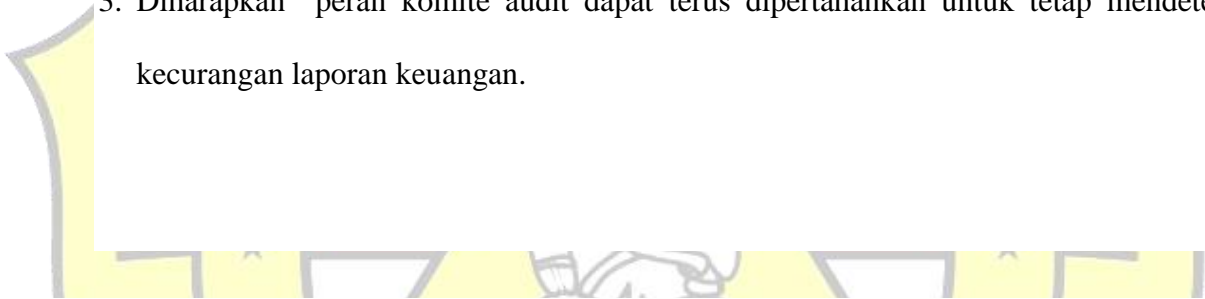 3. Diharapkan peran komite audit dapat terus dipertahankan untuk tetap
kecurangan laporan keuangan.